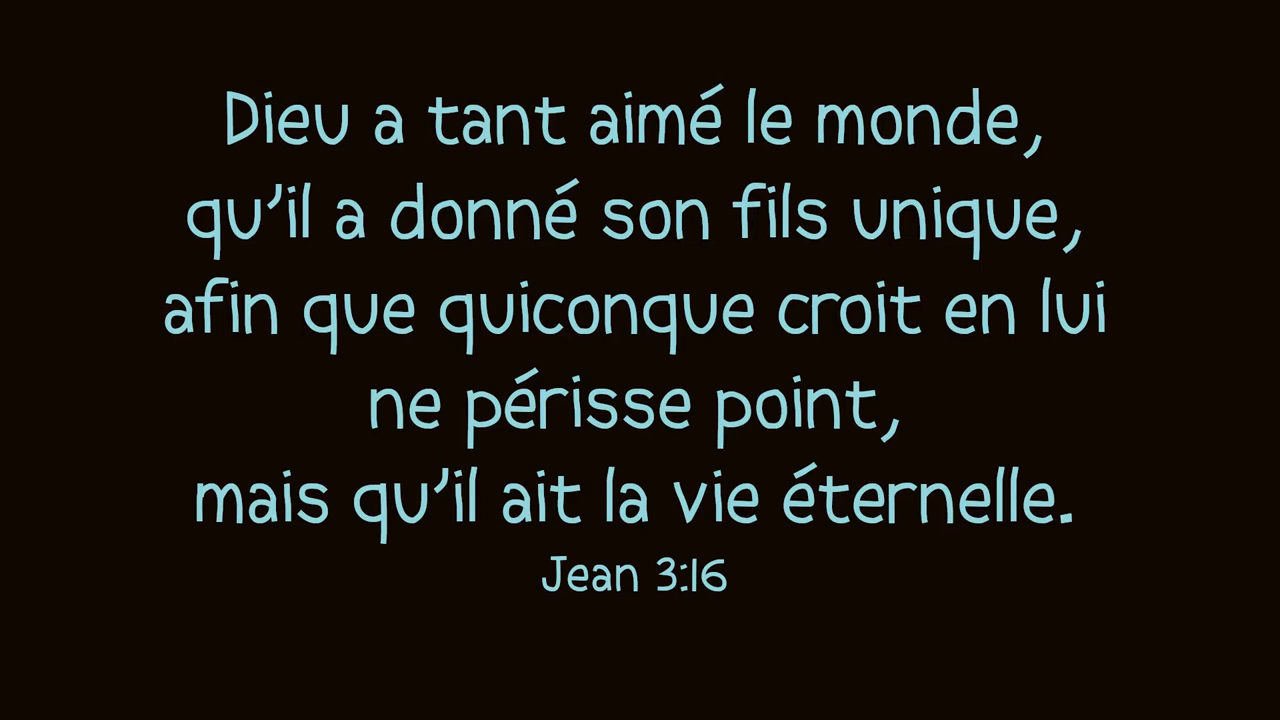 Dieu a tant aimé le monde,
qu’il a donné son fils unique,
afin que quiconque croit en lui
ne périsse point,
mais qu’il ait la vie éternelle.
Jean 3:16